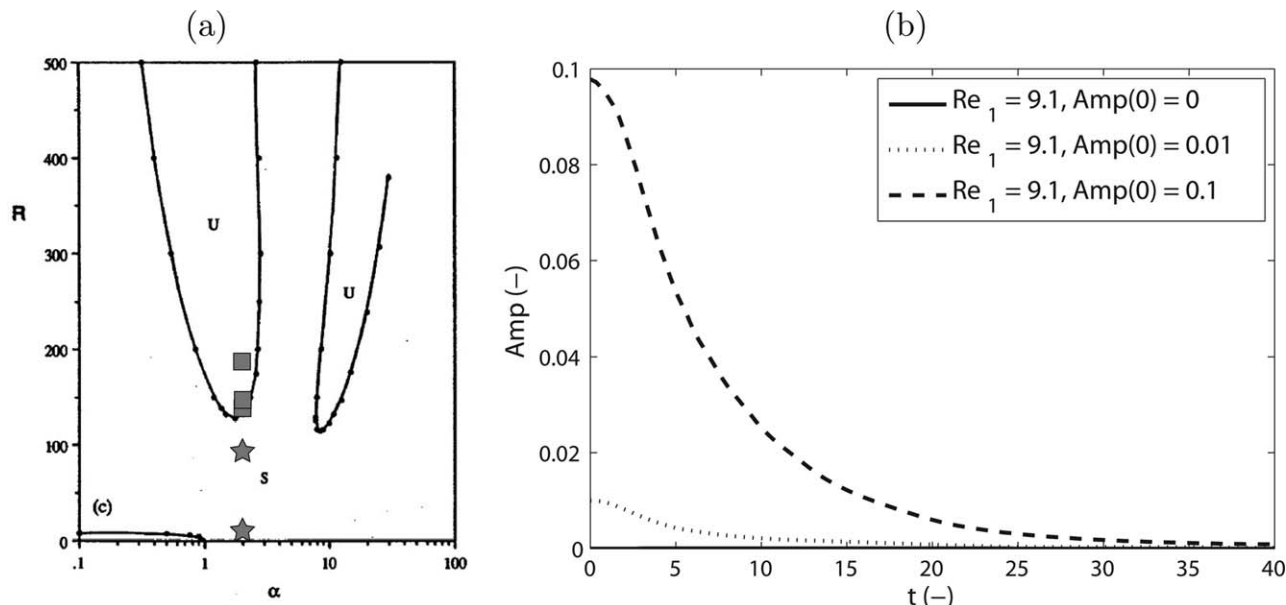 (a)
500
400
300
200
100
0
R
U
U
S
(c)
.1
1
10
100
α
(b)
0.1
0.08
0.06
0.04
0.02
0
Amp (−)
Re 1 = 9.1, Amp(0) = 0
Re 1 = 9.1, Amp(0) = 0.01
Re 1 = 9.1, Amp(0) = 0.1
0 5 10 15 20 25 30 35 40
t (−)